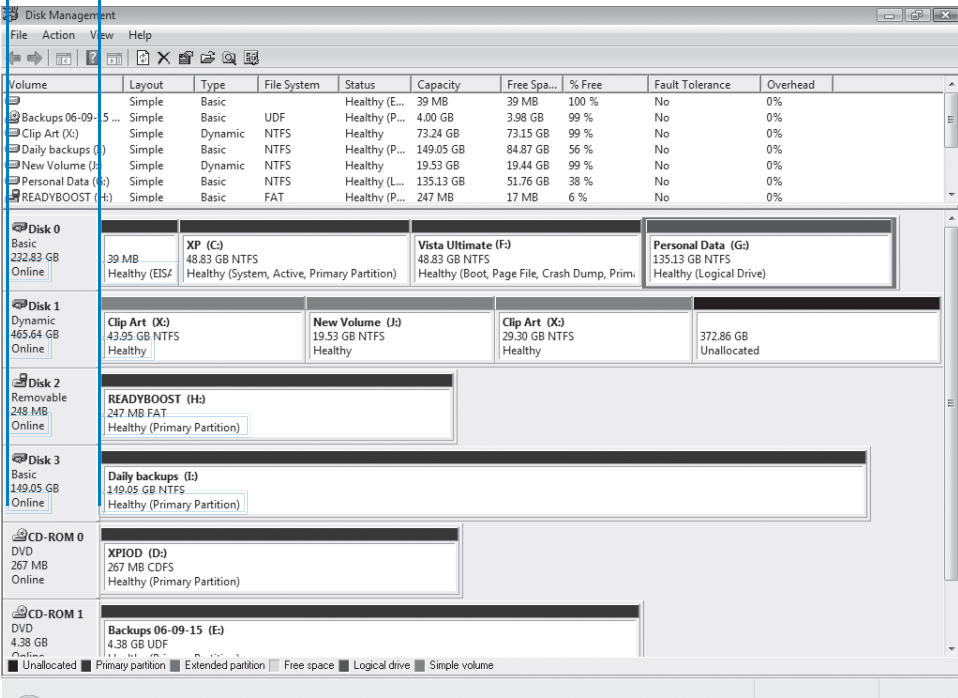 Disk Management
File Action View Help
Volume Layout Type File System Status Capacity Free Spa... % Free Fault Tolerance Overhead
Simple Basic Healthy (E... 39 MB 39 MB 100 % No 0%
Backups 06-09-15 ... Simple Basic UDF Healthy (P... 4.00 GB 3.98 GB 99 % No 0%
Clip Art (X:) Simple Dynamic NTFS Healthy 73.24 GB 73.15 GB 99 % No 0%
Daily backups (I:) Simple Basic NTFS Healthy (P... 149.05 GB 84.87 GB 56 % No 0%
New Volume (J:) Simple Dynamic NTFS Healthy 19.53 GB 19.44 GB 99 % No 0%
Personal Data (G:) Simple Basic NTFS Healthy (L... 135.13 GB 51.76 GB 38 % No 0%
READYBOOST (H:) Simple Basic FAT Healthy (P... 247 MB 17 MB 6 % No 0%
Disk 0
Basic
232.83 GB
Online
39 MB
Healthy (EISA
XP (C:)
48.83 GB NTFS
Healthy (System, Active, Primary Partition)
Vista Ultimate (F:)
48.83 GB NTFS
Healthy (Boot, Page File, Crash Dump, Prim
Personal Data (G:)
135.13 GB NTFS
Healthy (Logical Drive)
Disk 1
Dynamic
465.64 GB
Online
Clip Art (X:)
43.95 GB NTFS
Healthy
New Volume (J:)
19.53 GB NTFS
Healthy
Clip Art (X:)
29.30 GB NTFS
Healthy
372.86 GB
Unallocated
Disk 2
Removable
248 MB
Online
READYBOOST (H:)
247 MB FAT
Healthy (Primary Partition)
Disk 3
Basic
149.05 GB
Online
Daily backups (I:)
149.05 GB NTFS
Healthy (Primary Partition)
CD-ROM 0
DVD
267 MB
Online
XPIOD (D:)
267 MB CDFS
Healthy (Primary Partition)
CD-ROM 1
DVD
4.38 GB
Online
Backups 06-09-15 (E:)
4.38 GB UDF
Unallocated Primary partition Extended partition Free space Logical drive Simple volume